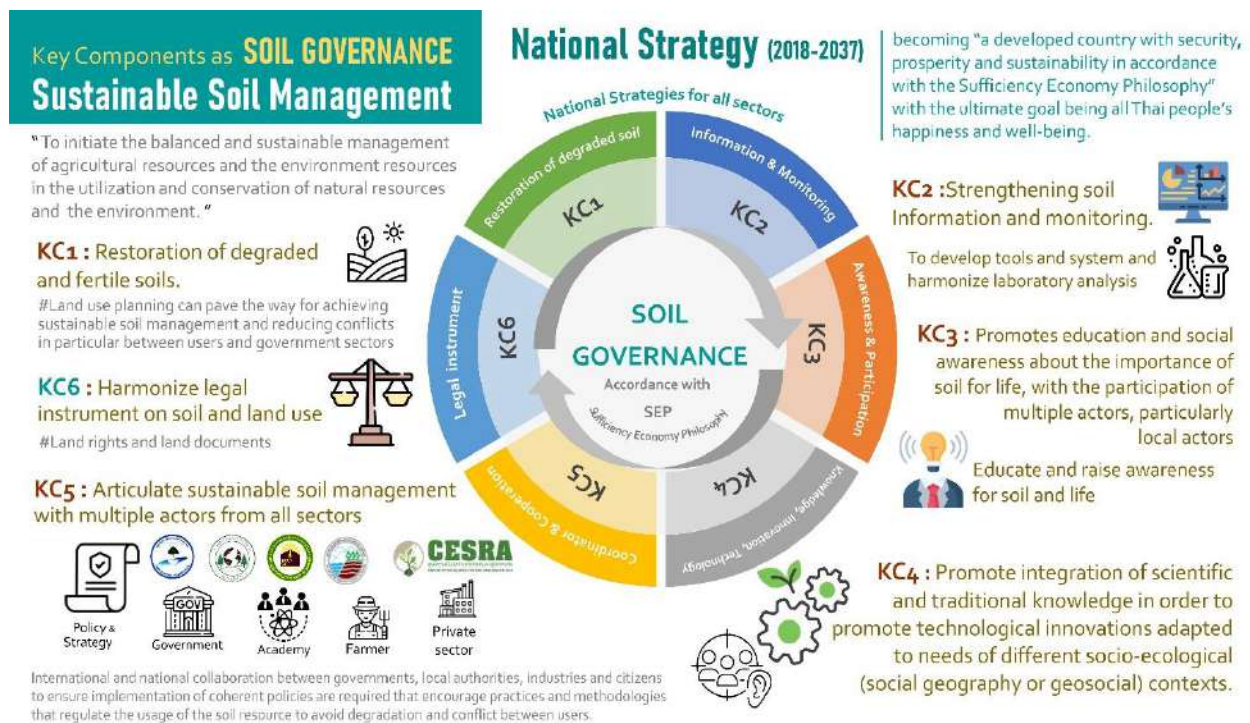 Key Components as SOIL GOVERNANCE
Sustainable Soil Management
"To initiate the balanced and sustainable management
of agricultural resources and the environment resources
in the utilization and conservation of natural resources
and the environment. "
KC1 : Restoration of degraded
and fertile soils.
#Land use planning can pave the way for achieving
sustainable soil management and reducing conflicts
in particular between users and government sectors
KC6 : Harmonize legal
instrument on soil and land use
#Land rights and land documents
KC5 : Articulate sustainable soil management
with multiple actors from all sectors
CESRA
Policy &
Strategy
GOV
Government
Academy
Farmer
Private
sector
International and national collaboration between governments, local authorities, industries and citizens
to ensure implementation of coherent policies are required that encourage practices and methodologies
that regulate the usage of the soil resource to avoid degradation and conflict between users.
National Strategy (2018-2037)
National Strategies for all sectors
Restoration of degraded soil
KC1
Information & Monitoring
KC2
Awareness & Participation
KC3
Knowledge, Innovation, Technology
KC4
Coordinator & Cooperation
KC5
Legal instrument
KC6
SOIL
GOVERNANCE
Accordance with
SEP
Sufficiency Economy Philosophy
becoming "a developed country with security,
prosperity and sustainability in accordance
with the Sufficiency Economy Philosophy"
with the ultimate goal being all Thai people's
happiness and well-being.
KC2 :Strengthening soil
Information and monitoring.
To develop tools and system and
harmonize laboratory analysis
KC3 : Promotes education and social
awareness about the importance of
soil for life, with the participation of
multiple actors, particularly
local actors
Educate and raise awareness
for soil and life
KC4 : Promote integration of scientific
and traditional knowledge in order to
promote technological innovations adapted
to needs of different socio-ecological
(social geography or geosocial) contexts.